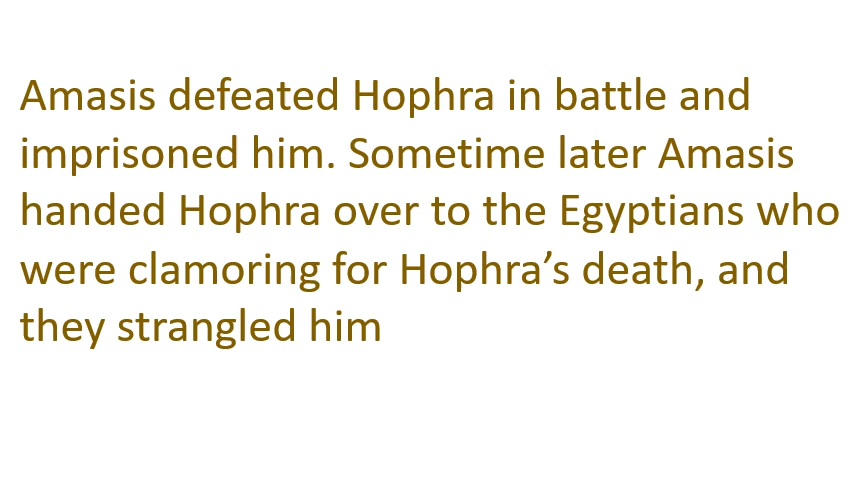 Amasis defeated Hophra in battle and
imprisoned him. Sometime later Amasis
handed Hophra over to the Egyptians who
were clamoring for Hophra’s death, and
they strangled him